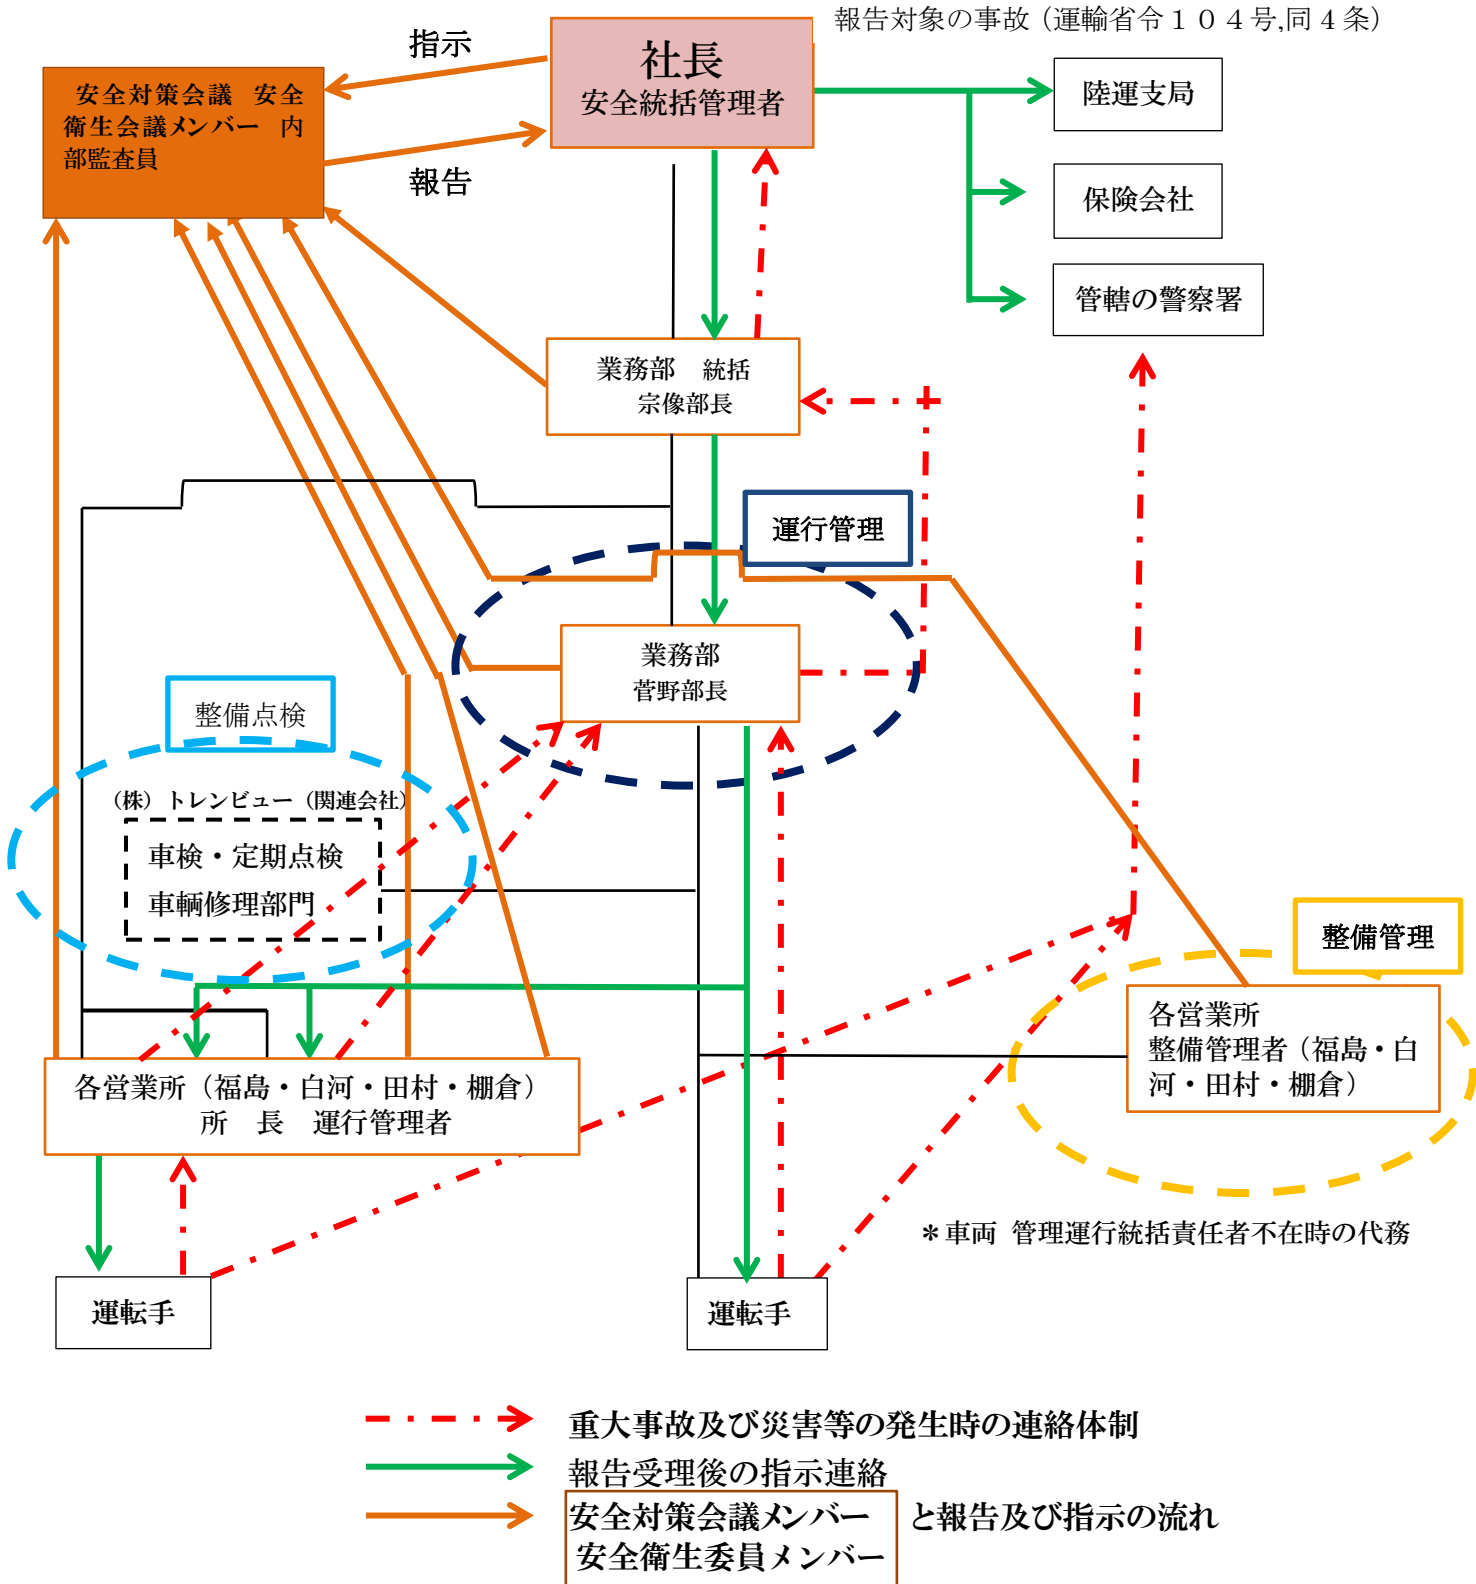 報告対象の事故（運輸省令１０４号,同４条）
指示
社長
安全統括管理者
安全対策会議　安全
衛生会議メンバー　内
部監査員
報告
陸運支局
保険会社
管轄の警察署
業務部　統括
宗像部長
運行管理
業務部
菅野部長
整備点検
（株）トレンビュー（関連会社）
車検・定期点検
車輌修理部門
整備管理
各営業所
整備管理者（福島・白
河・田村・棚倉）
各営業所（福島・白河・田村・棚倉）
所　長　運行管理者
＊車両 管理運行統括責任者不在時の代務
運転手
運転手
重大事故及び災害等の発生時の連絡体制
報告受理後の指示連絡
安全対策会議メンバー　と報告及び指示の流れ
安全衛生委員メンバー